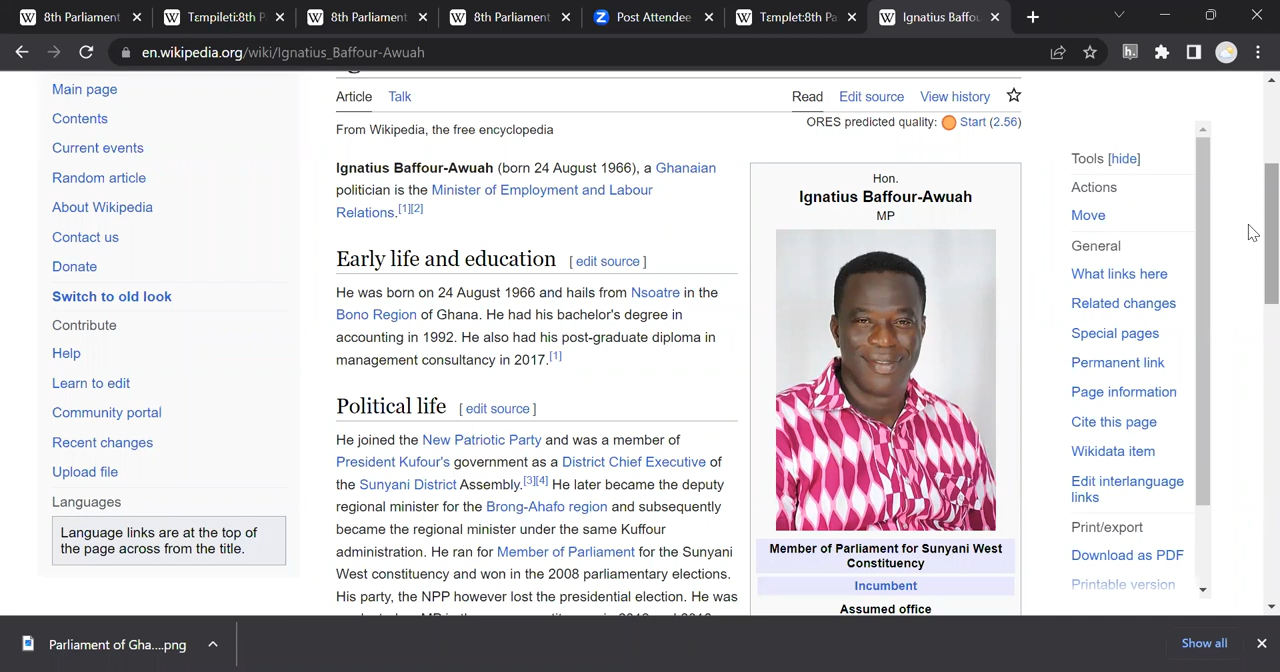 8th Parliament
Tɛmpileti:8th P
8th Parliament
8th Parliament
Post Attendee
Tɛmplet:8th Pa
Ignatius Baffou
en.wikipedia.org/wiki/Ignatius_Baffour-Awuah
Main page
Contents
Current events
Random article
About Wikipedia
Contact us
Donate
Switch to old look
Contribute
Help
Learn to edit
Community portal
Recent changes
Upload file
Languages
Language links are at the top of
the page across from the title.
Article Talk
Read Edit source View history
From Wikipedia, the free encyclopedia
ORES predicted quality: Start (2.56)
Ignatius Baffour-Awuah (born 24 August 1966), a Ghanaian
politician is the Minister of Employment and Labour
Relations.[1][2]
Early life and education [ edit source ]
He was born on 24 August 1966 and hails from Nsoatre in the
Bono Region of Ghana. He had his bachelor's degree in
accounting in 1992. He also had his post-graduate diploma in
management consultancy in 2017.[1]
Political life [ edit source ]
He joined the New Patriotic Party and was a member of
President Kufour's government as a District Chief Executive of
the Sunyani District Assembly.[3][4] He later became the deputy
regional minister for the Brong-Ahafo region and subsequently
became the regional minister under the same Kuffour
administration. He ran for Member of Parliament for the Sunyani
West constituency and won in the 2008 parliamentary elections.
His party, the NPP however lost the presidential election. He was
Hon.
Ignatius Baffour-Awuah
MP
Member of Parliament for Sunyani West
Constituency
Incumbent
Assumed office
Tools [hide]
Actions
Move
General
What links here
Related changes
Special pages
Permanent link
Page information
Cite this page
Wikidata item
Edit interlanguage
links
Print/export
Download as PDF
Printable version
Parliament of Gha....png
Show all